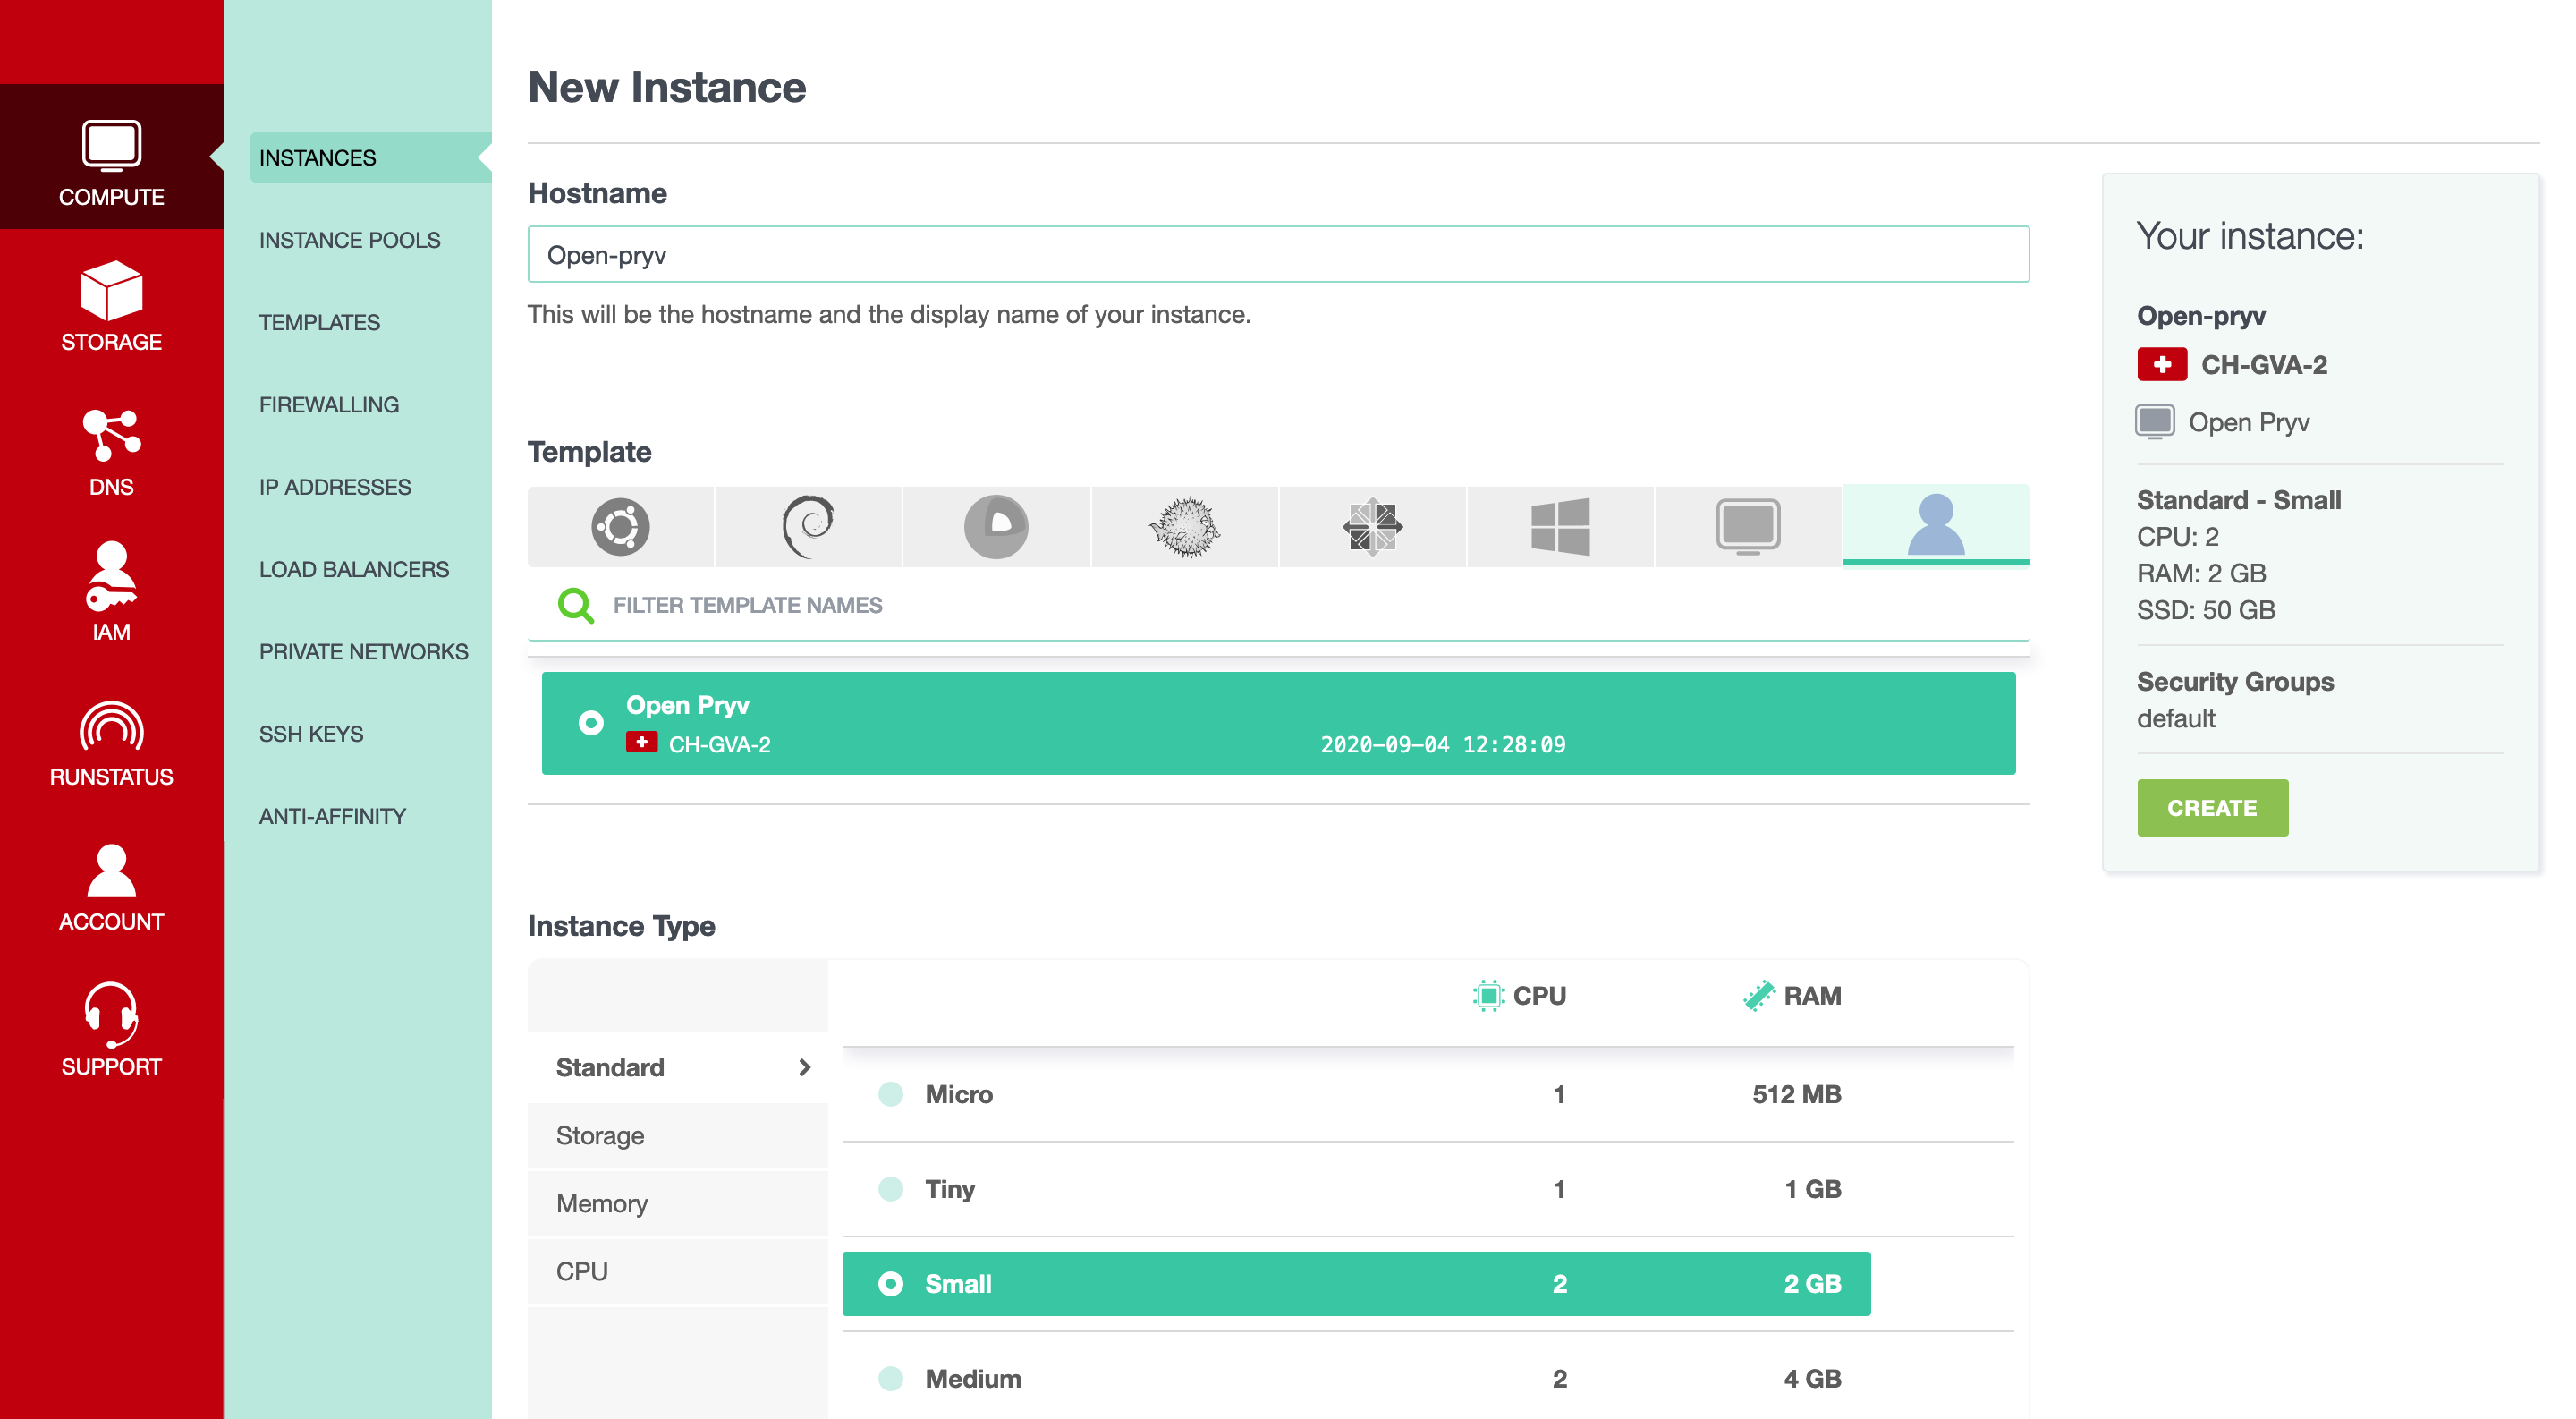 COMPUTE
STORAGE
DNS
IAM
RUNSTATUS
ACCOUNT
SUPPORT
INSTANCES
INSTANCE POOLS
TEMPLATES
FIREWALLING
IP ADDRESSES
LOAD BALANCERS
PRIVATE NETWORKS
SSH KEYS
ANTI-AFFINITY
New Instance
Hostname
Open-pryv
This will be the hostname and the display name of your instance.
Template
FILTER TEMPLATE NAMES
Open Pryv
CH-GVA-2 2020-09-04 12:28:09
Instance Type
CPU RAM
Standard
Storage
Memory
CPU
Micro 1 512 MB
Tiny 1 1 GB
Small 2 2 GB
Medium 2 4 GB
Your instance:
Open-pryv
CH-GVA-2
Open Pryv
Standard - Small
CPU: 2
RAM: 2 GB
SSD: 50 GB
Security Groups
default
CREATE